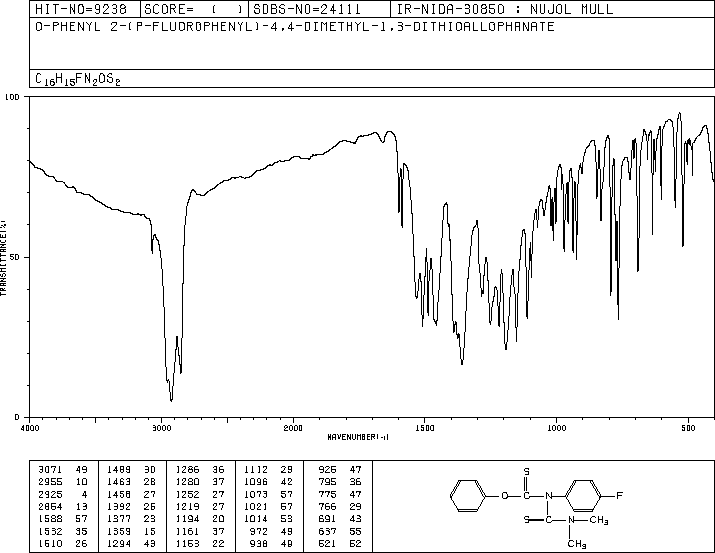 HIT-NO=9238 SCORE= ( ) SDBS-NO=24111 IR-NIDA-30850 : NUJOL MULL
O-PHENYL 2-(P-FLUOROPHENYL)-4,4-DIMETHYL-1,3-DITHIOALLOPHANATE
C16H15FN2OS2
100
50
0
TRANSMITTANCE(%)
4000 3000 2000 1500 1000 500
WAVENUMBER(-1)
3071 49 1489 30 1286 36 1112 29 926 47
2955 10 1463 28 1280 37 1096 42 795 36
2925 4 1458 27 1252 27 1073 57 775 47
2854 13 1392 26 1219 27 1021 57 766 29
1588 57 1377 23 1194 20 1014 53 691 43
1532 35 1359 15 1161 37 972 49 637 55
1510 26 1294 49 1153 22 938 49 521 52
S
O C N F
S C N CH3
CH3